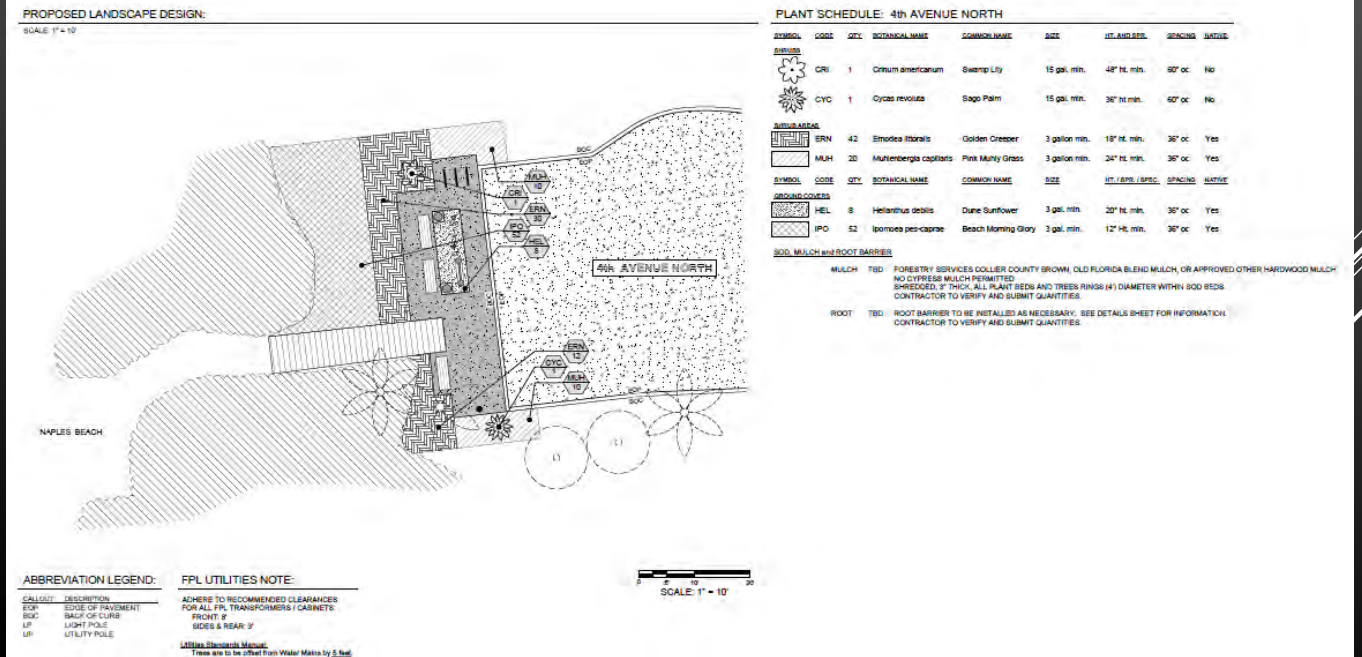 PROPOSED LANDSCAPE DESIGN:
SCALE: 1" = 10'
BOC
EOP
MUH
10
CRI
1
ERN
30
IPO
52
HEL
8
4th AVENUE NORTH
ERN
12
CYC
1
MUH
10
EOP
BOC
NAPLES BEACH
0 5' 10' 20'
SCALE: 1" = 10'
ABBREVIATION LEGEND:
CALLOUT DESCRIPTION
EOP EDGE OF PAVEMENT
BOC BACK OF CURB
LP LIGHT POLE
UP UTILITY POLE
FPL UTILITIES NOTE:
ADHERE TO RECOMMENDED CLEARANCES
FOR ALL FPL TRANSFORMERS / CABINETS:
FRONT: 8'
SIDES & REAR: 3'
Utilities Standards Manual:
Trees are to be offset from Water Mains by 5 feet.
PLANT SCHEDULE: 4th AVENUE NORTH
SYMBOL CODE QTY BOTANICAL NAME COMMON NAME SIZE HT. AND SPR. SPACING NATIVE
SHRUBS
CRI 1 Crinum americanum Swamp Lily 15 gal. min. 48" ht. min. 60" oc No
CYC 1 Cycas revoluta Sago Palm 15 gal. min. 36" ht min. 60" oc No
SHRUB AREAS
ERN 42 Ernodea littoralis Golden Creeper 3 gallon min. 18" ht. min. 36" oc Yes
MUH 20 Muhlenbergia capillaris Pink Muhly Grass 3 gallon min. 24" ht. min. 36" oc Yes
SYMBOL CODE QTY BOTANICAL NAME COMMON NAME SIZE HT. / SPR. / SPEC. SPACING NATIVE
GROUND COVERS
HEL 8 Helianthus debilis Dune Sunflower 3 gal. min. 20" ht. min. 36" oc Yes
IPO 52 Ipomoea pes-caprae Beach Morning Glory 3 gal. min. 12" Ht. min. 36" oc Yes
SOD, MULCH and ROOT BARRIER
MULCH TBD FORESTRY SERVICES COLLIER COUNTY BROWN, OLD FLORIDA BLEND MULCH, OR APPROVED OTHER HARDWOOD MULCH
NO CYPRESS MULCH PERMITTED
SHREDDED, 3" THICK, ALL PLANT BEDS AND TREES RINGS (4') DIAMETER WITHIN SOD BEDS.
CONTRACTOR TO VERIFY AND SUBMIT QUANTITIES.
ROOT TBD ROOT BARRIER TO BE INSTALLED AS NECESSARY. SEE DETAILS SHEET FOR INFORMATION.
CONTRACTOR TO VERIFY AND SUBMIT QUANTITIES.